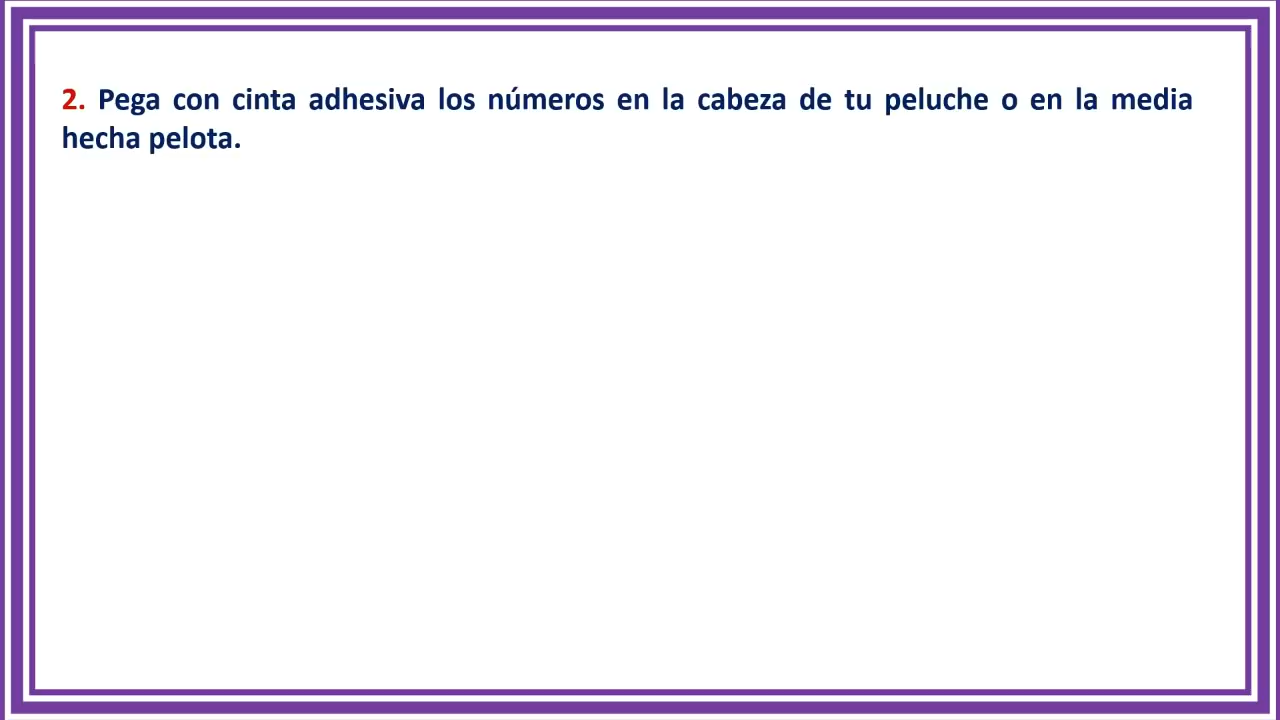 2. Pega con cinta adhesiva los números en la cabeza de tu peluche o en la media
hecha pelota.